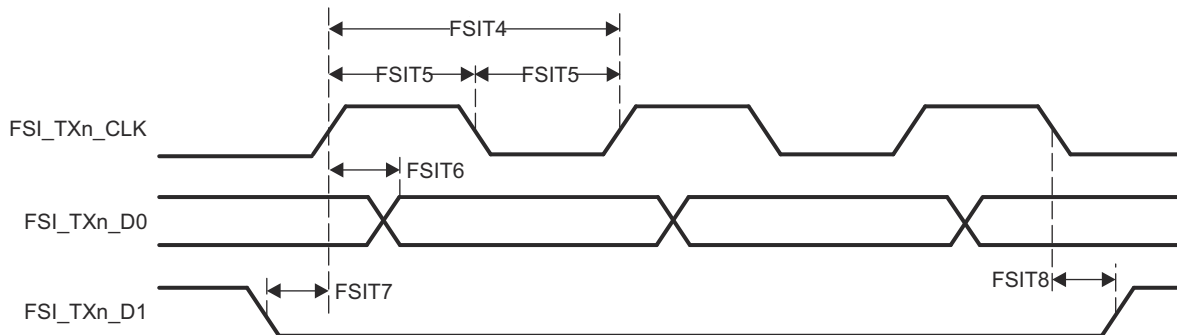 FSIT4
FSIT5
FSIT5
FSI_TXn_CLK
FSIT6
FSI_TXn_D0
FSIT7
FSIT8
FSI_TXn_D1